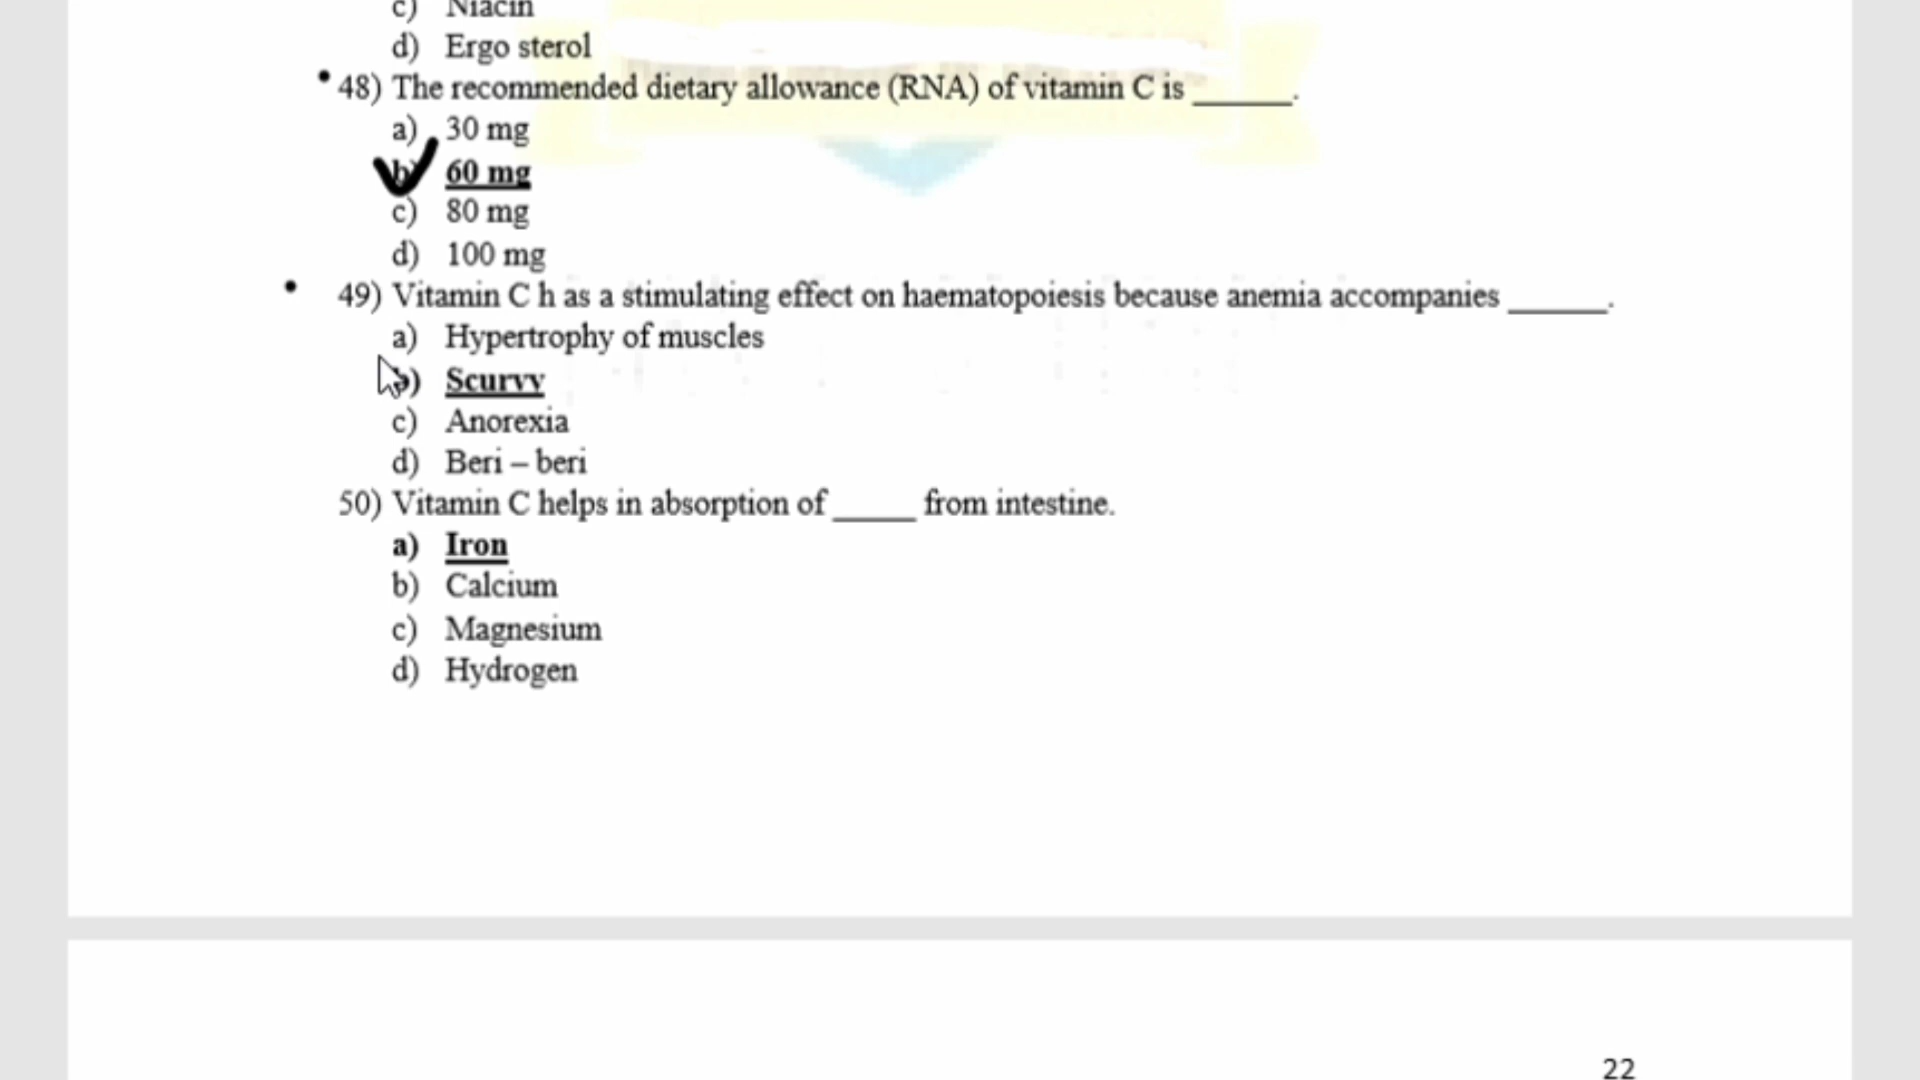 c) Niacin
d) Ergo sterol
48) The recommended dietary allowance (RNA) of vitamin C is ______.
a) 30 mg
b) 60 mg
c) 80 mg
d) 100 mg
49) Vitamin C h as a stimulating effect on haematopoiesis because anemia accompanies ______.
a) Hypertrophy of muscles
b) Scurvy
c) Anorexia
d) Beri – beri
50) Vitamin C helps in absorption of _____ from intestine.
a) Iron
b) Calcium
c) Magnesium
d) Hydrogen
22